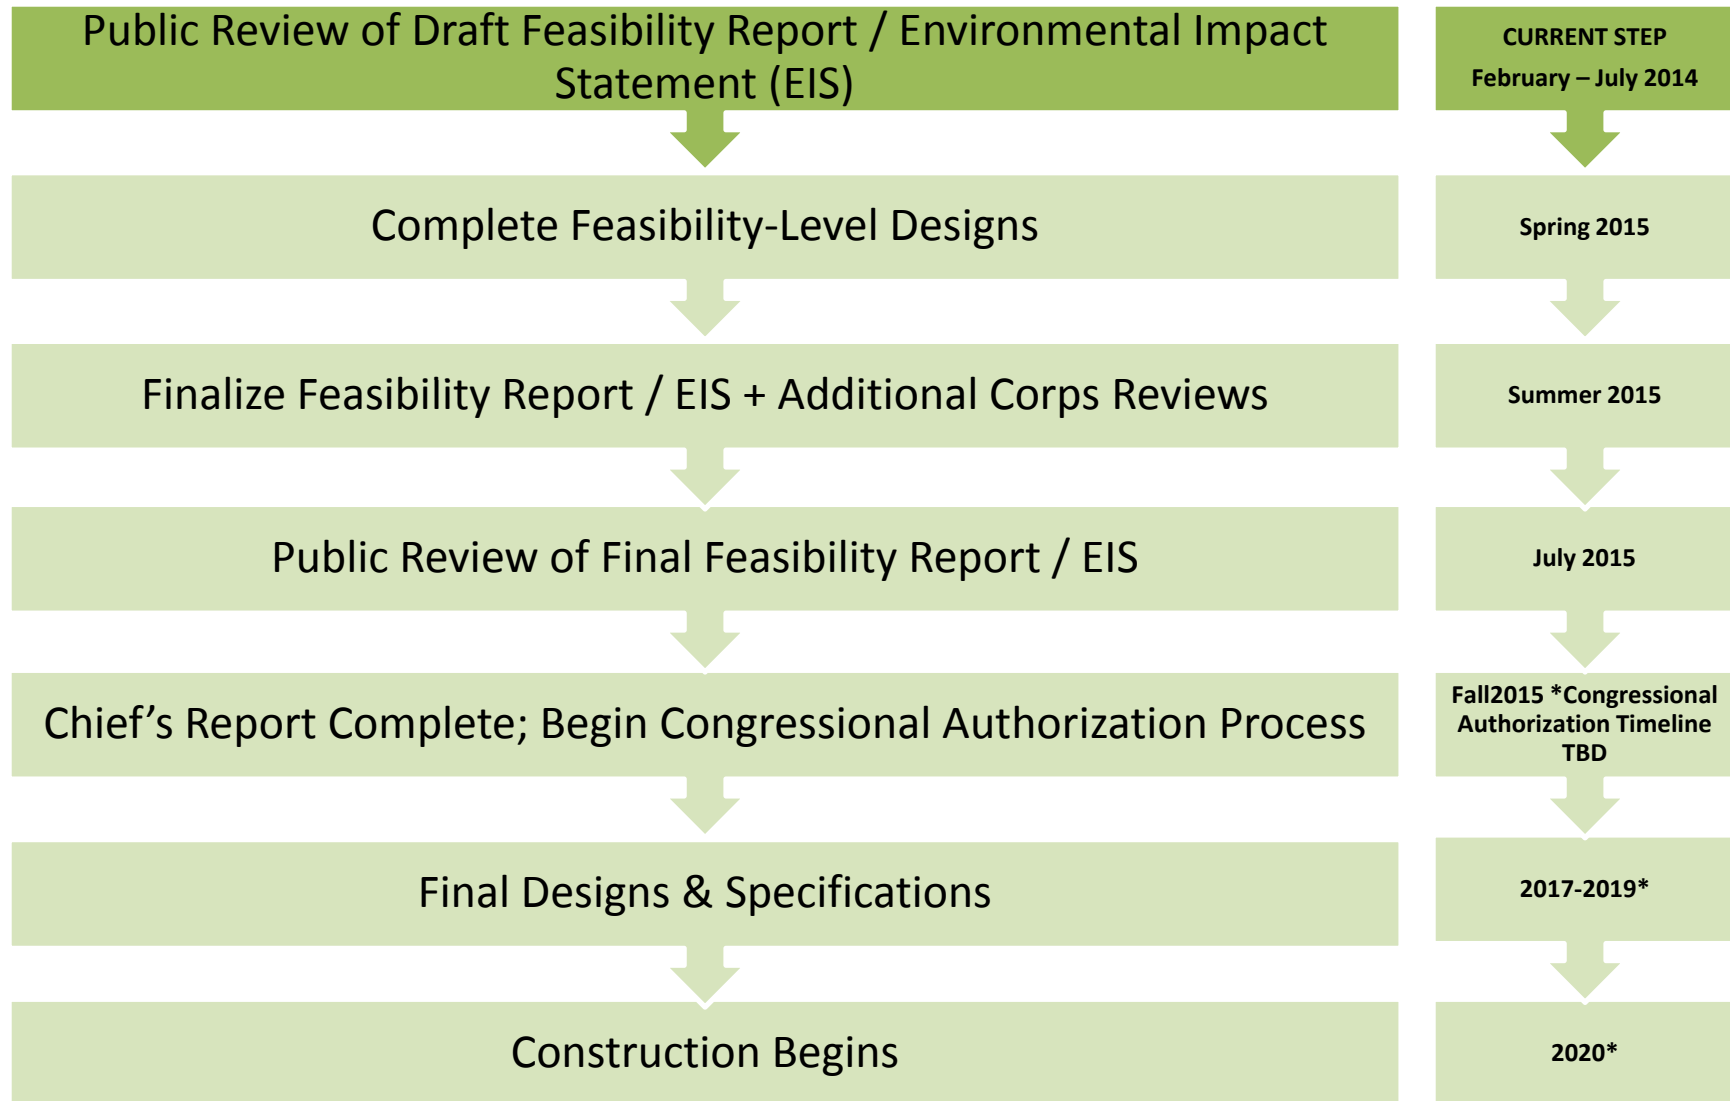 Public Review of Draft Feasibility Report / Environmental Impact
Statement (EIS)
CURRENT STEP
February – July 2014
Complete Feasibility-Level Designs
Spring 2015
Finalize Feasibility Report / EIS + Additional Corps Reviews
Summer 2015
Public Review of Final Feasibility Report / EIS
July 2015
Chief’s Report Complete; Begin Congressional Authorization Process
Fall2015 *Congressional
Authorization Timeline
TBD
Final Designs & Specifications
2017-2019*
Construction Begins
2020*